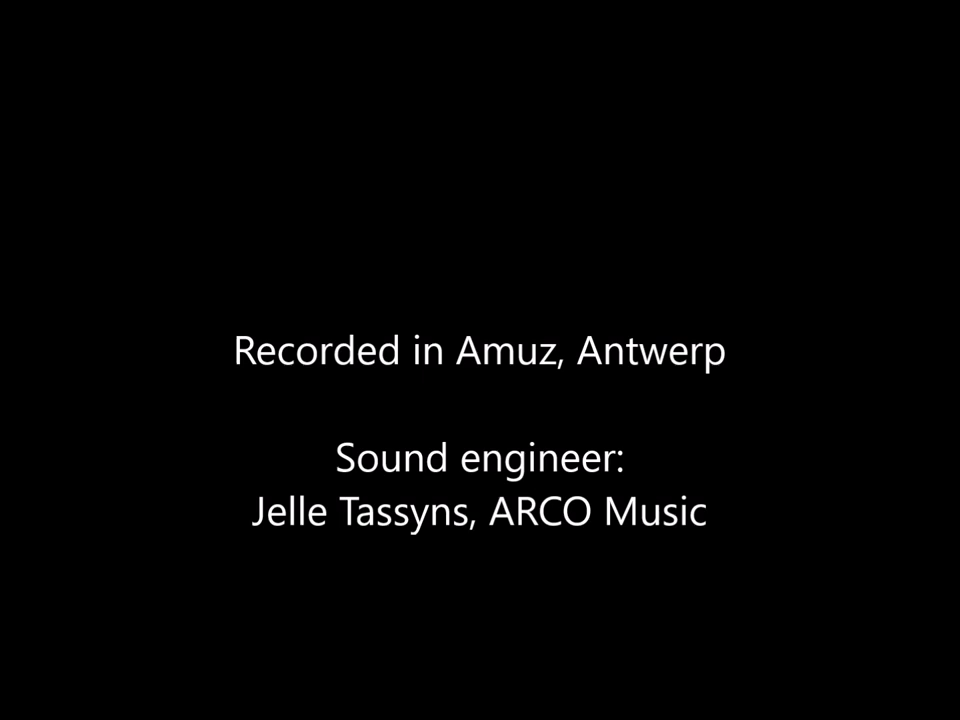 Recorded in Amuz, Antwerp
Sound engineer:
Jelle Tassyns, ARCO Music